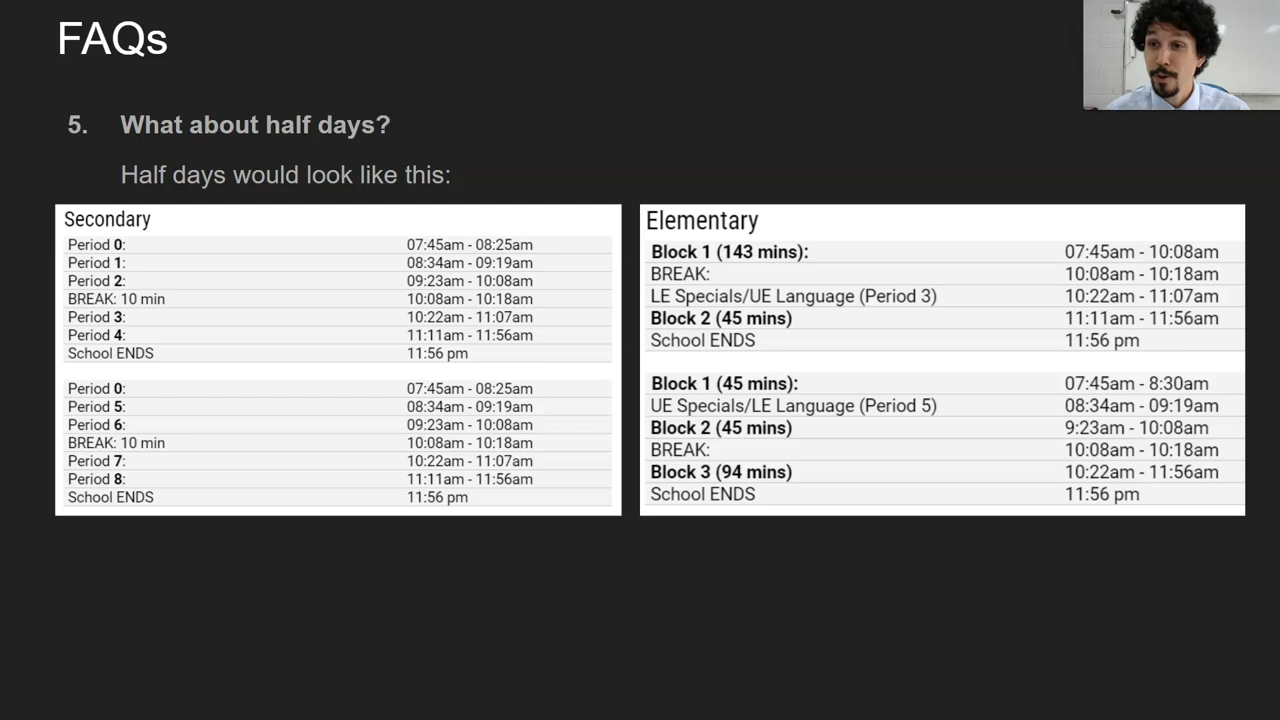 FAQs
5. What about half days?
Half days would look like this:
Secondary
Period 0: 07:45am - 08:25am
Period 1: 08:34am - 09:19am
Period 2: 09:23am - 10:08am
BREAK: 10 min 10:08am - 10:18am
Period 3: 10:22am - 11:07am
Period 4: 11:11am - 11:56am
School ENDS 11:56 pm
Period 0: 07:45am - 08:25am
Period 5: 08:34am - 09:19am
Period 6: 09:23am - 10:08am
BREAK: 10 min 10:08am - 10:18am
Period 7: 10:22am - 11:07am
Period 8: 11:11am - 11:56am
School ENDS 11:56 pm
Elementary
Block 1 (143 mins): 07:45am - 10:08am
BREAK: 10:08am - 10:18am
LE Specials/UE Language (Period 3) 10:22am - 11:07am
Block 2 (45 mins) 11:11am - 11:56am
School ENDS 11:56 pm
Block 1 (45 mins): 07:45am - 8:30am
UE Specials/LE Language (Period 5) 08:34am - 09:19am
Block 2 (45 mins) 9:23am - 10:08am
BREAK: 10:08am - 10:18am
Block 3 (94 mins) 10:22am - 11:56am
School ENDS 11:56 pm